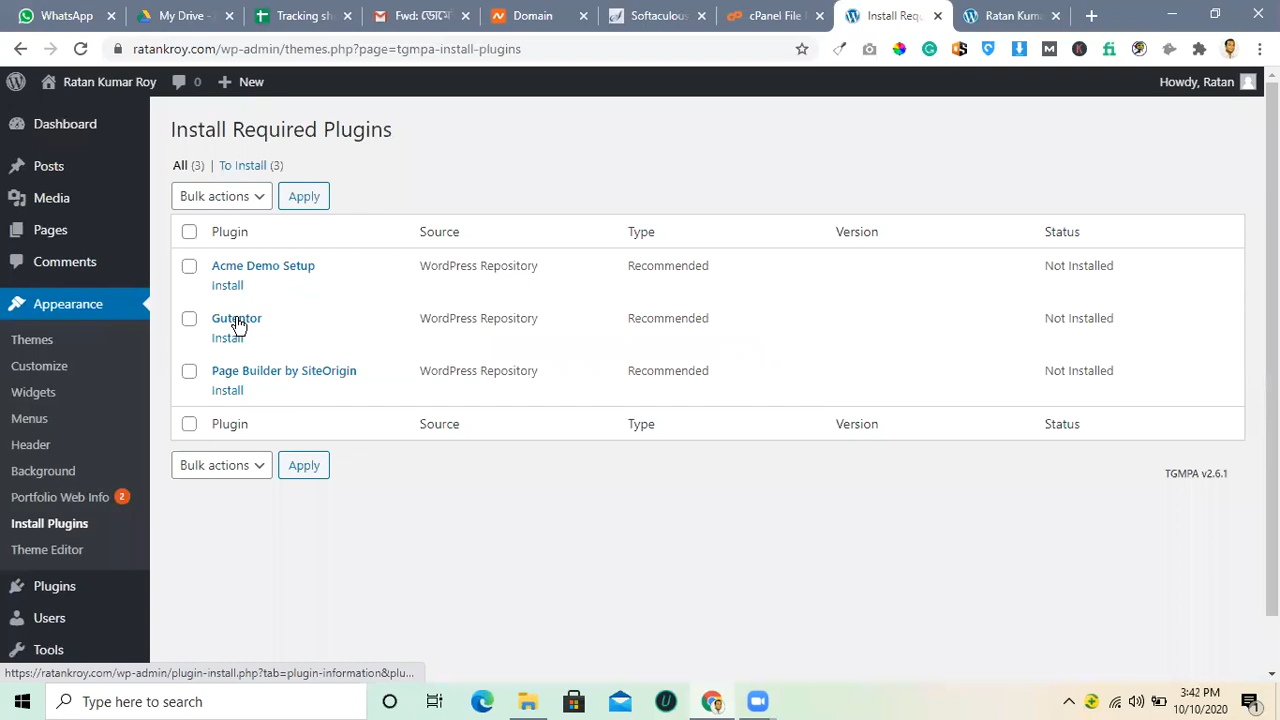 WhatsApp
My Drive -
Tracking sh
Domain
Softaculous
cPanel File
Install Requ
Ratan Kum
ratankroy.com/wp-admin/themes.php?page=tgmpa-install-plugins
Ratan Kumar Roy
0
New
Howdy, Ratan
Dashboard
Posts
Media
Pages
Comments
Appearance
Themes
Customize
Widgets
Menus
Header
Background
Portfolio Web Info 2
Install Plugins
Theme Editor
Plugins
Users
Tools
Install Required Plugins
All (3) | To Install (3)
Bulk actions
Apply
Plugin Source Type Version Status
Acme Demo Setup WordPress Repository Recommended Not Installed
Install
Gutentor WordPress Repository Recommended Not Installed
Install
Page Builder by SiteOrigin WordPress Repository Recommended Not Installed
Install
Plugin Source Type Version Status
Bulk actions
Apply
TGMPA v2.6.1
https://ratankroy.com/wp-admin/plugin-install.php?tab=plugin-information&plu...
Type here to search
3:42 PM
10/10/2020